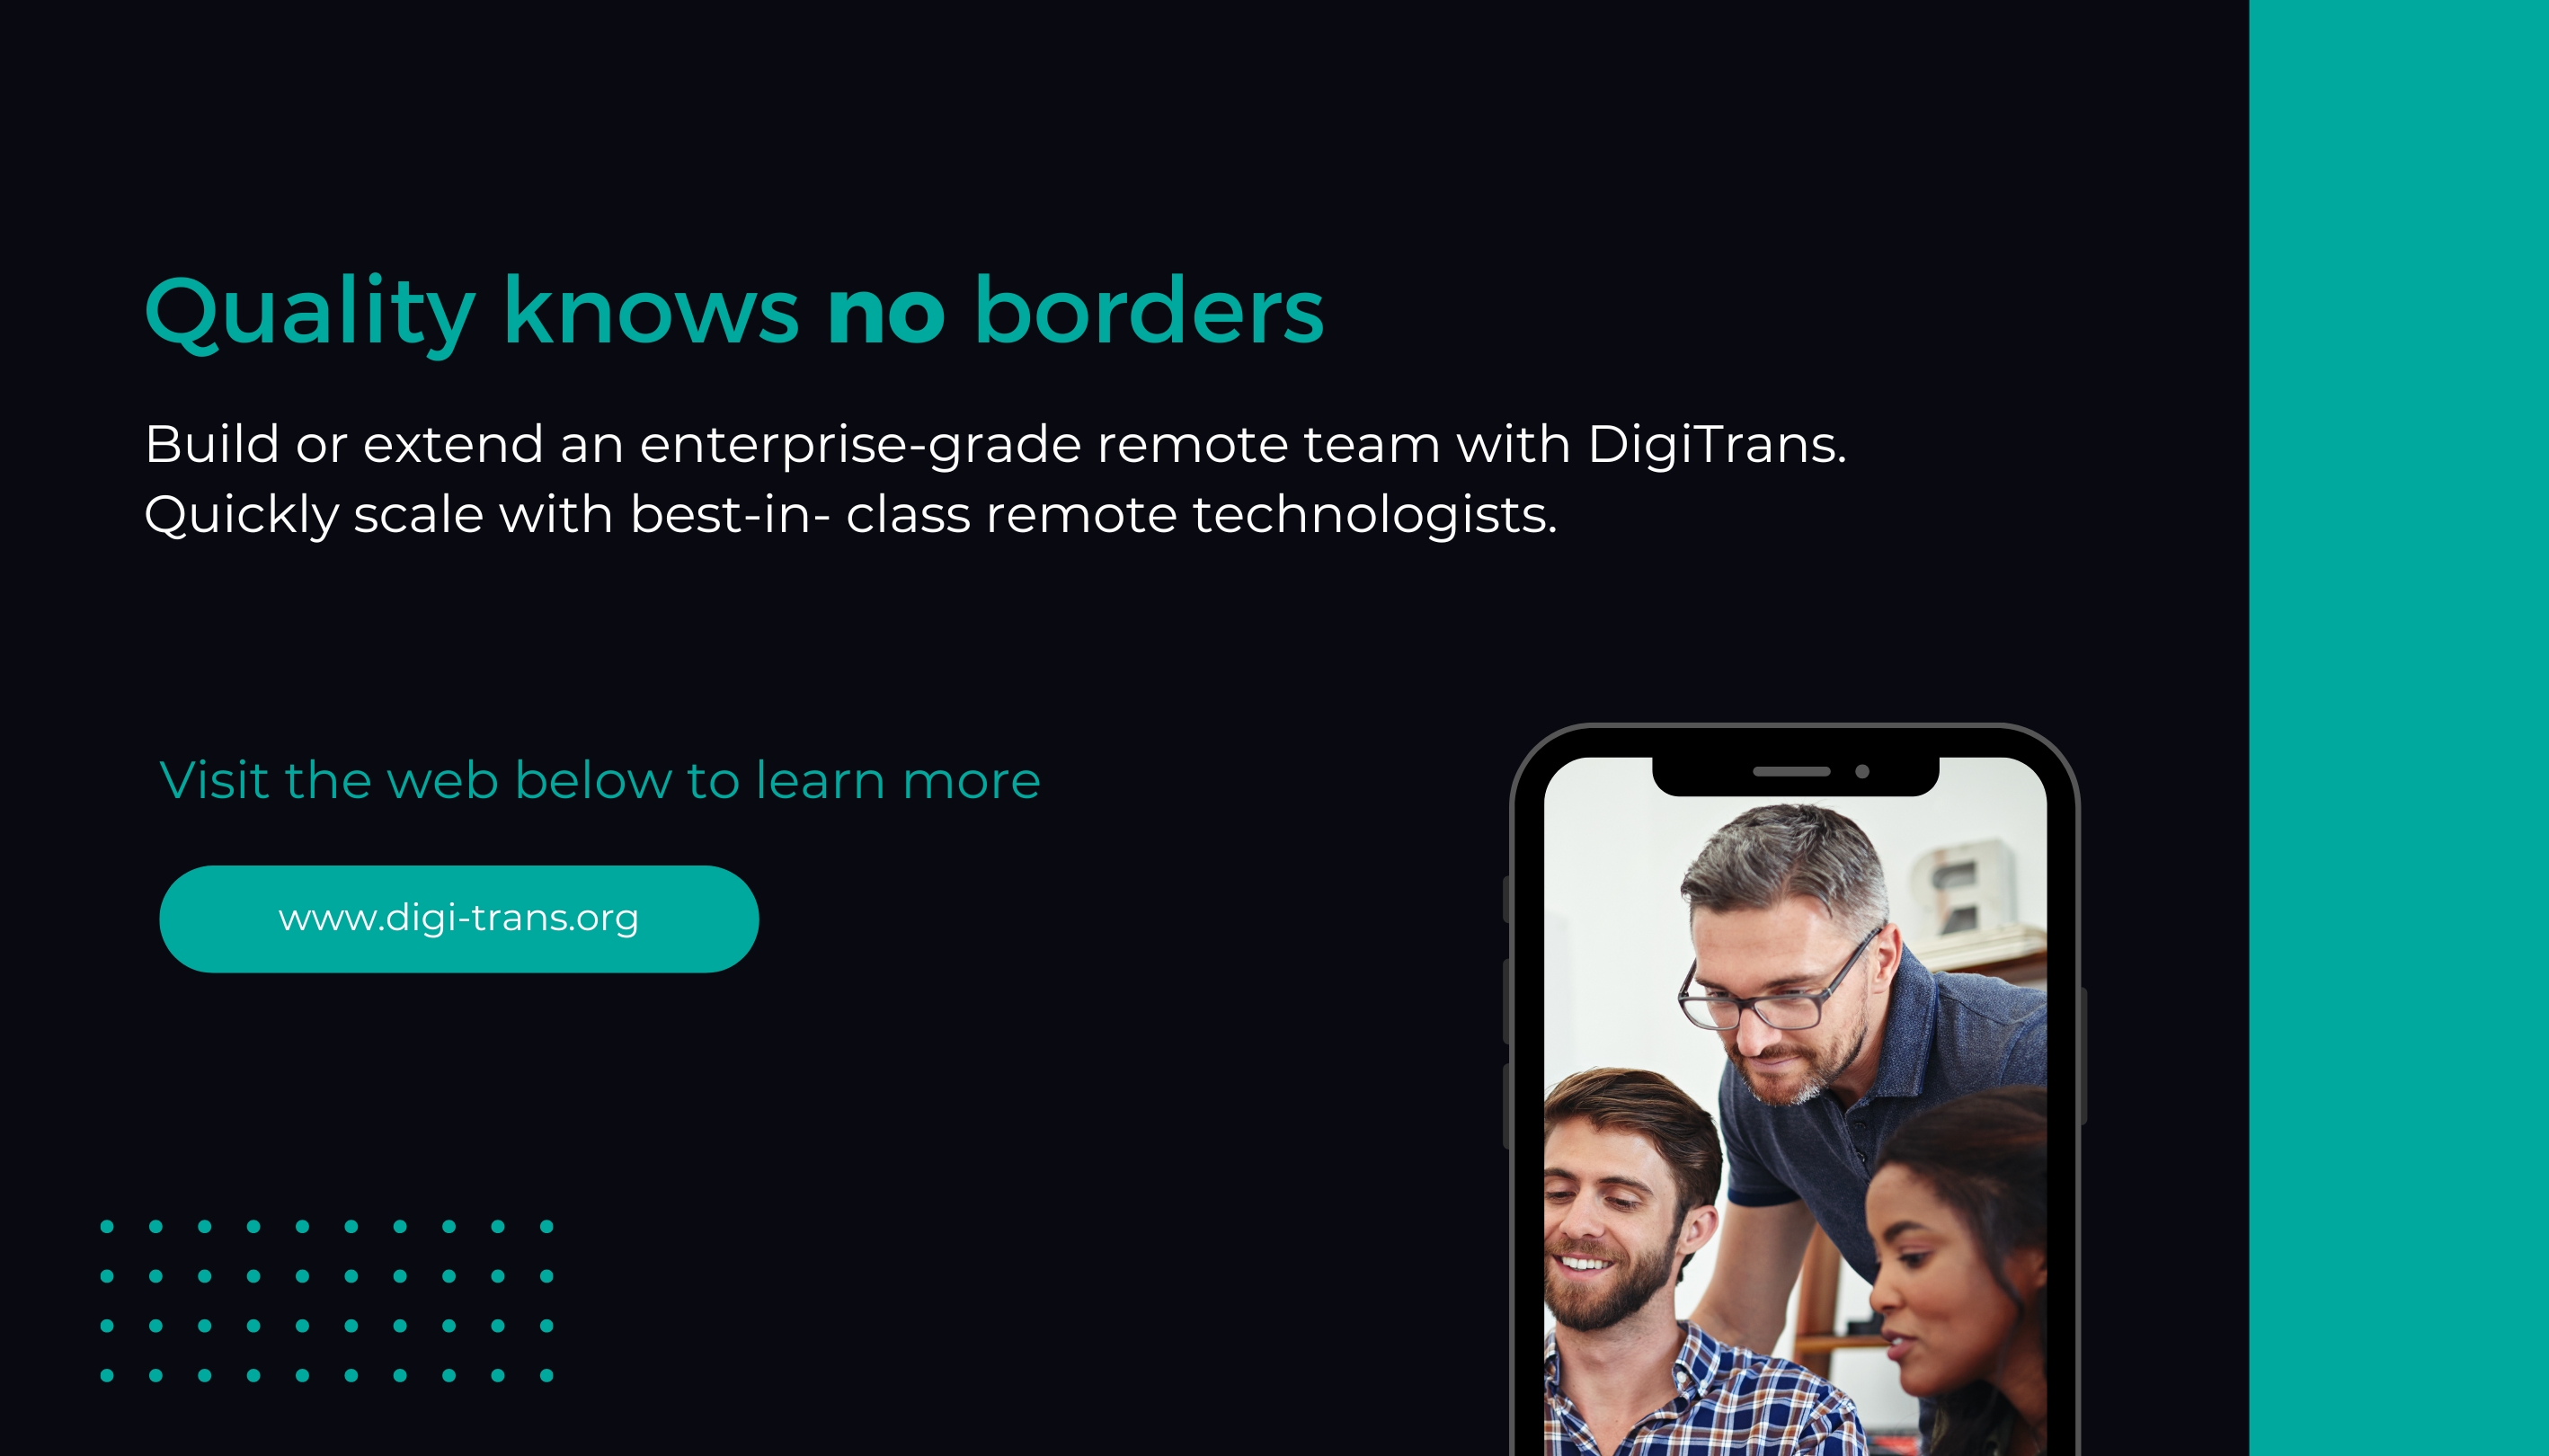 Quality knows no borders
Build or extend an enterprise-grade remote team with DigiTrans.
Quickly scale with best-in- class remote technologists.
Visit the web below to learn more
www.digi-trans.org
B